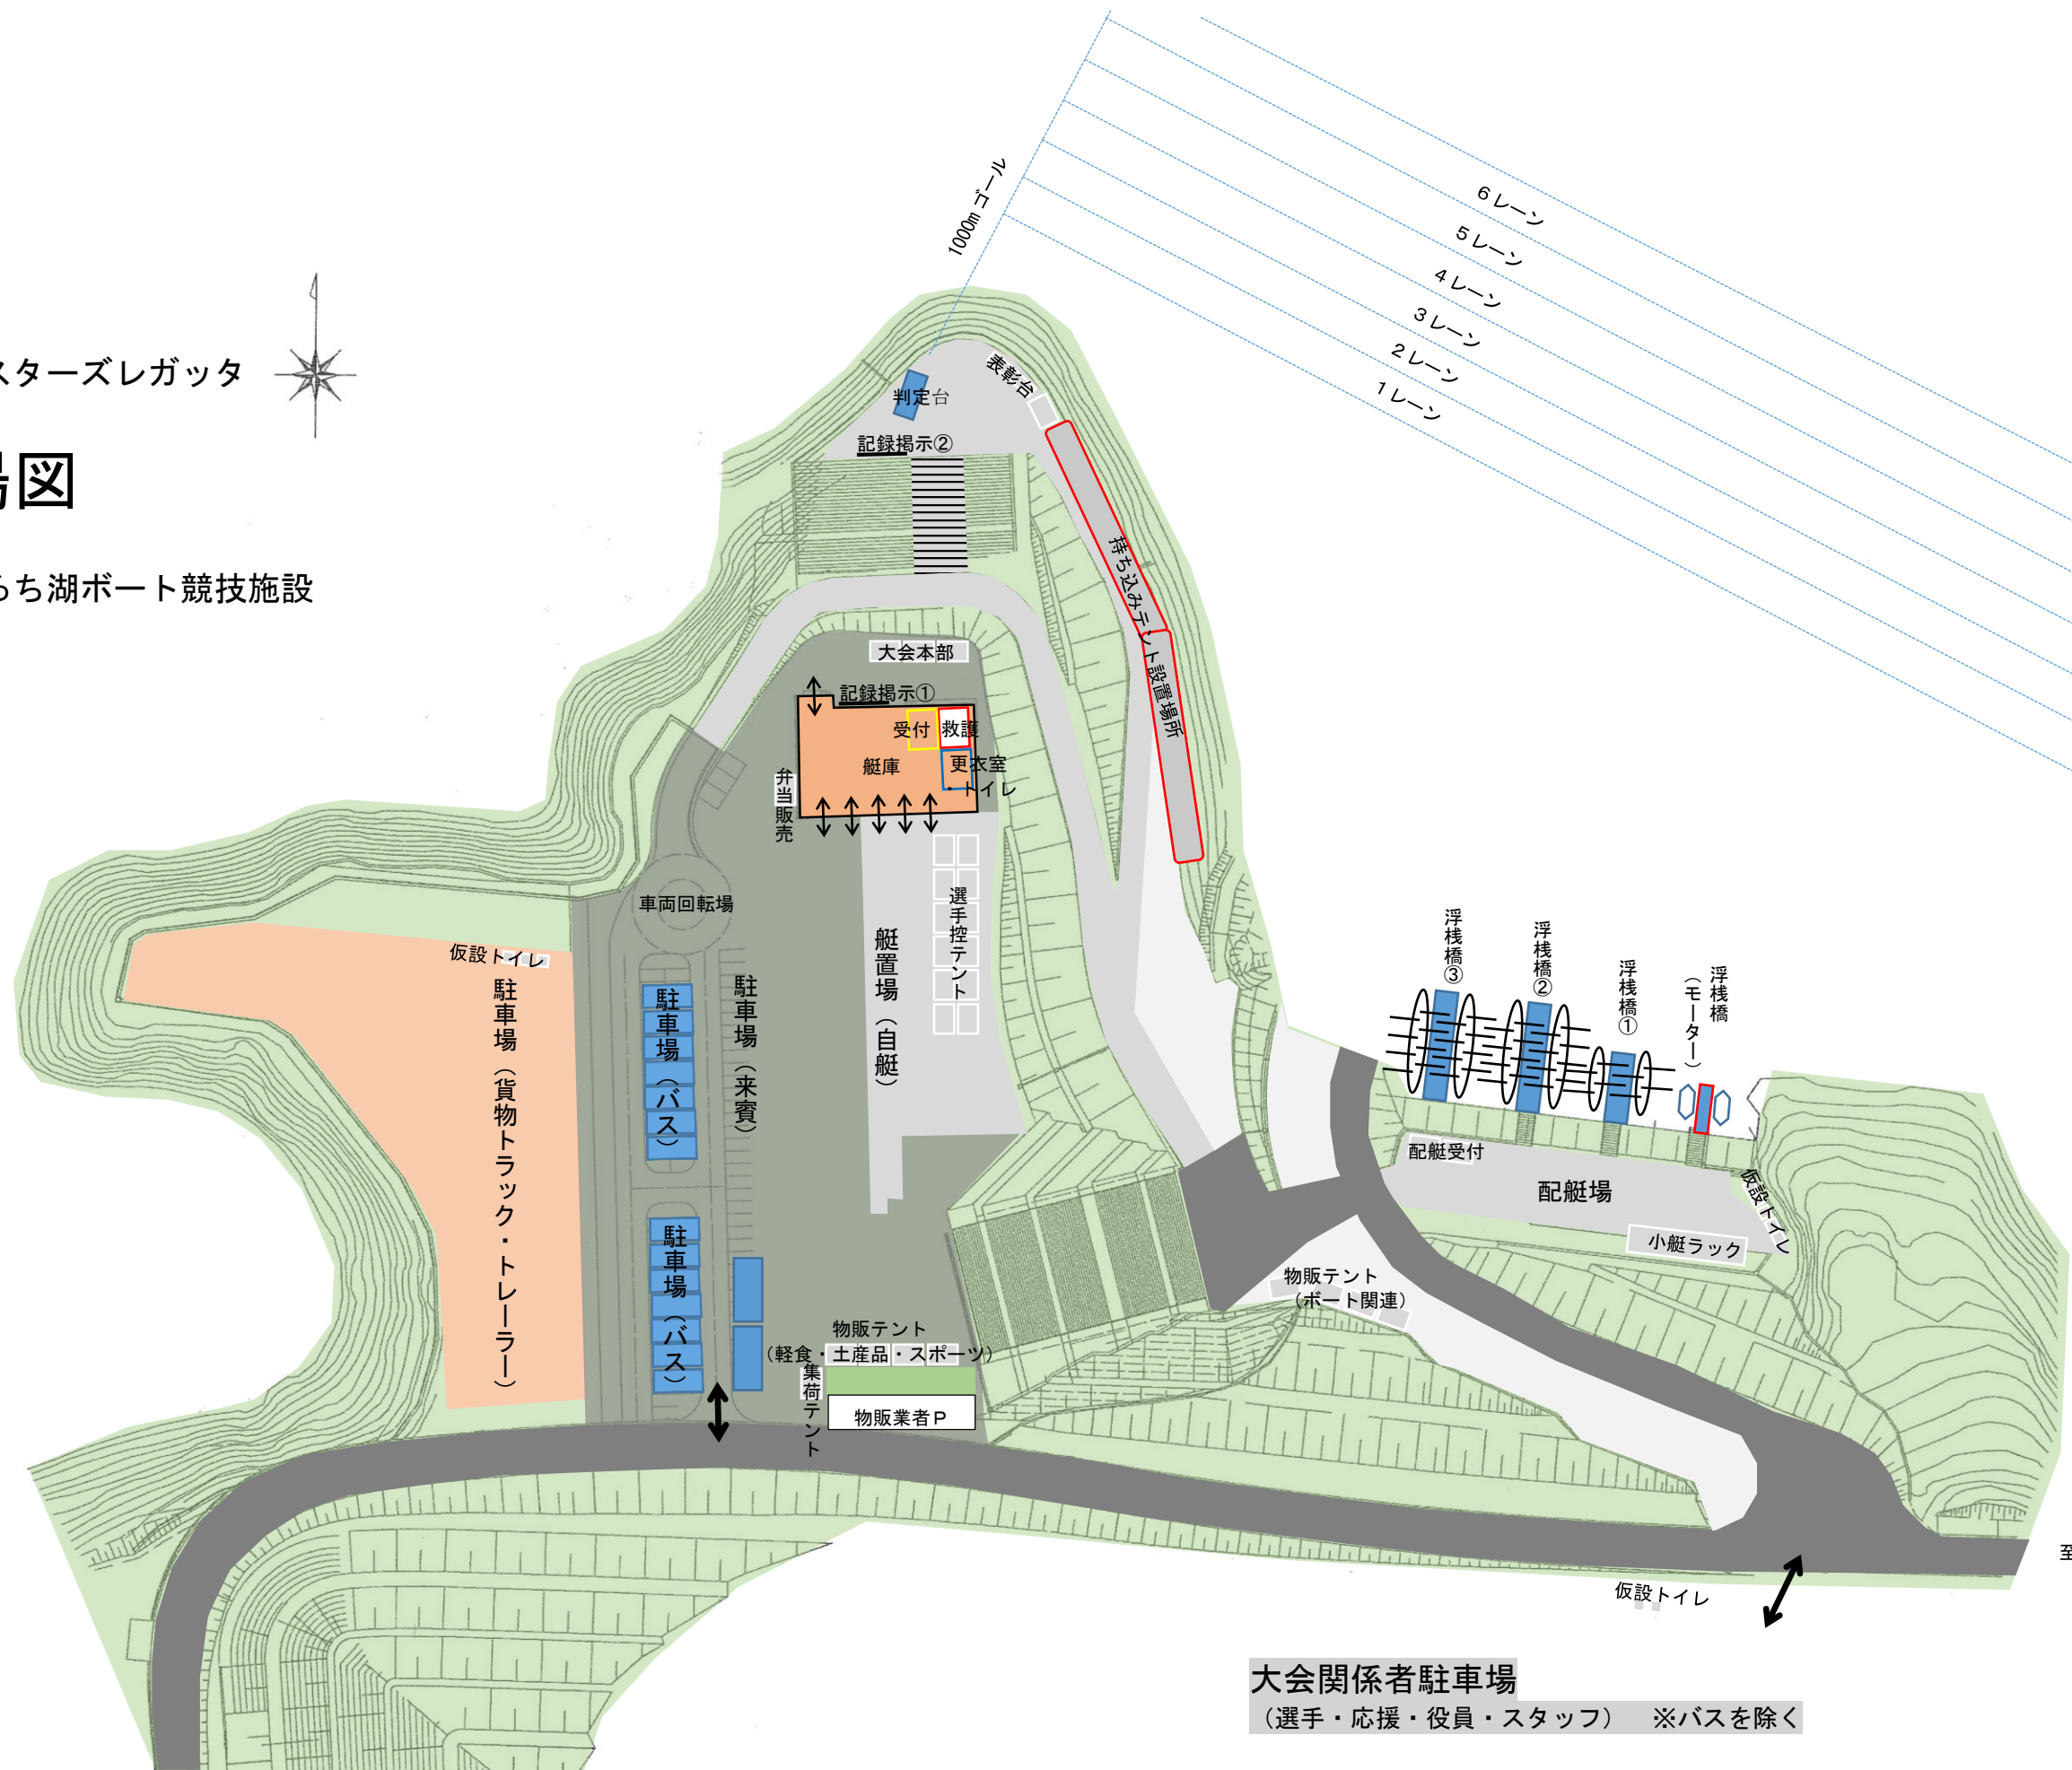 スターズレガッタ
場図
ち湖ボート競技施設
1000mゴール
6レーン
5レーン
4レーン
3レーン
2レーン
1レーン
表彰台
判定台
記録掲示②
持ち込みテント設置場所
大会本部
記録掲示①
受付
救護
艇庫
更衣室
・トイレ
弁当販売
車両回転場
選手控テント
艇置場（自艇）
仮設トイレ
駐車場（貨物トラック・トレーラー）
駐車場（バス）
駐車場（来賓）
駐車場（バス）
浮桟橋③
浮桟橋②
浮桟橋①
浮桟橋
（モーター）
配艇受付
配艇場
仮設トイレ
小艇ラック
物販テント
（ボート関連）
物販テント
（軽食・土産品・スポーツ）
集荷テント
物販業者P
至
仮設トイレ
大会関係者駐車場
（選手・応援・役員・スタッフ）　※バスを除く